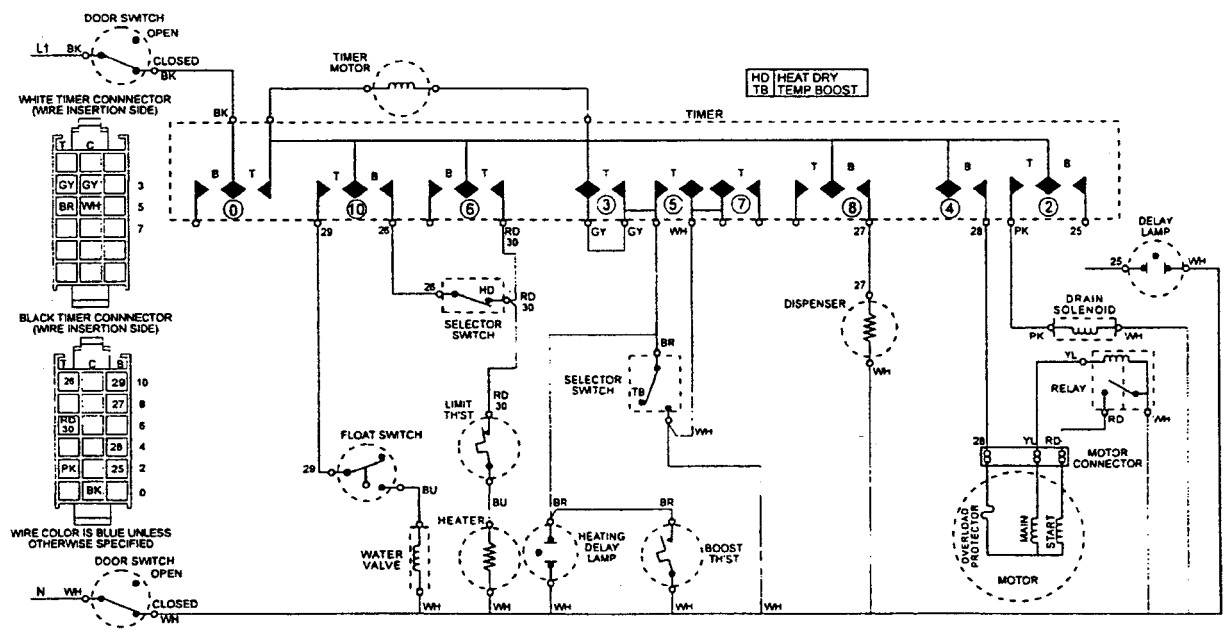 DOOR SWITCH
OPEN
L1 BK
CLOSED
BK
TIMER
MOTOR
HD HEAT DRY
TB TEMP BOOST
WHITE TIMER CONNNECTOR
(WIRE INSERTION SIDE)
BK
TIMER
T C
GY GY 3
BR WH 5
7
B T T B B T T T T T B T T B
0 10 6 3 5 7 8 4 2
29 26 RD
30 GY GY WH 27 28 PK 25
DELAY
LAMP
25 WH
26 HD RD
30
SELECTOR
SWITCH
27
DISPENSER
WH
DRAIN
SOLENOID
PK WH
BLACK TIMER CONNNECTOR
(WIRE INSERTION SIDE)
T C B
26 29 10
27 8
RD
30 6
28 4
PK 25 2
BK 0
BR
SELECTOR
SWITCH
TB
WH
YL
RELAY
RD WH
LIMIT
TH'ST
RD
30
FLOAT SWITCH
29
BU
BU
28 YL RD
MOTOR
CONNECTOR
WIRE COLOR IS BLUE UNLESS
OTHERWISE SPECIFIED
HEATER
BR BR
WATER
VALVE
HEATING
DELAY
LAMP
BOOST
TH'ST
OVERLOAD
PROTECTOR
MAIN
START
MOTOR
DOOR SWITCH
OPEN
N WH
CLOSED
WH
WH WH WH WH WH